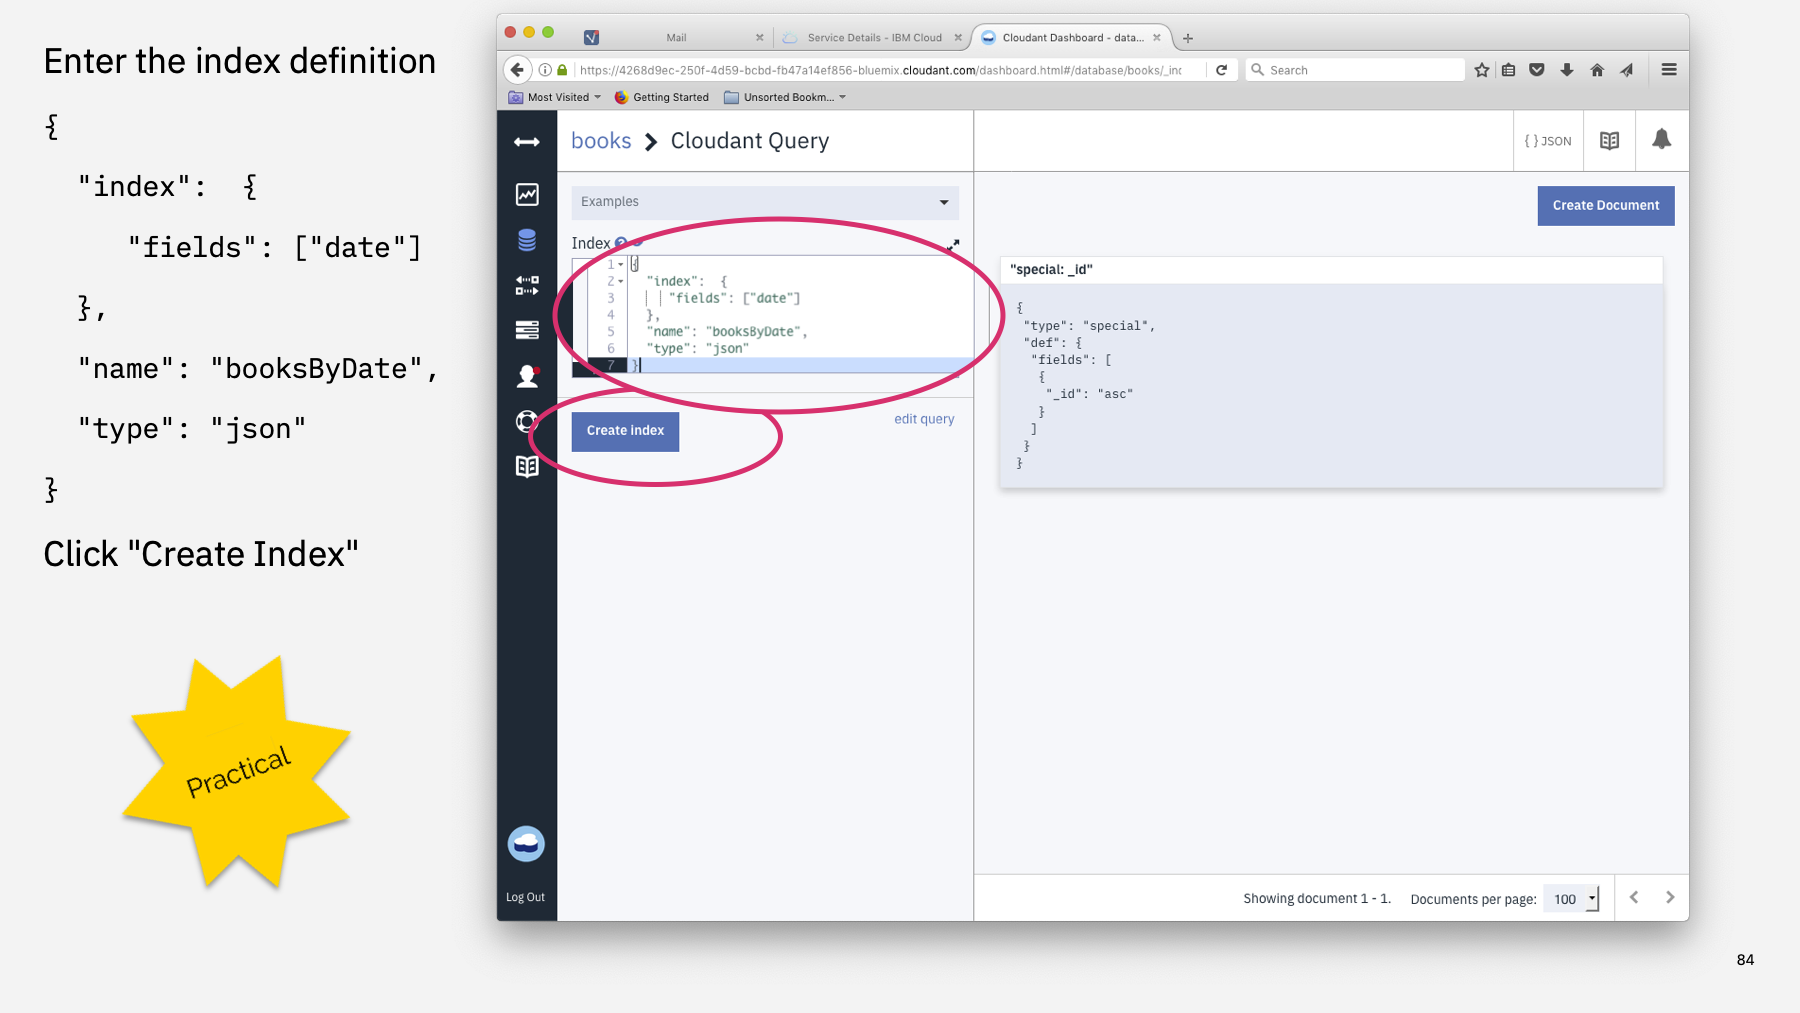 Enter the index definition
{
"index":  {
"fields": ["date"]
},
"name": "booksByDate",
"type": "json"
}
Click "Create Index"
Practical
Mail
Service Details - IBM Cloud
Cloudant Dashboard - data...
https://4268d9ec-250f-4d59-bcbd-fb47a14ef856-bluemix.cloudant.com/dashboard.html#/database/books/_inc
Search
Most Visited
Getting Started
Unsorted Bookm...
books > Cloudant Query
{ } JSON
Examples
Create Document
Index
1 {
2 "index":  {
3 "fields": ["date"]
4 },
5 "name": "booksByDate",
6 "type": "json"
7 }
Create index
edit query
"special: _id"
{
"type": "special",
"def": {
"fields": [
{
"_id": "asc"
}
]
}
}
Log Out
Showing document 1 - 1.
Documents per page: 100
84